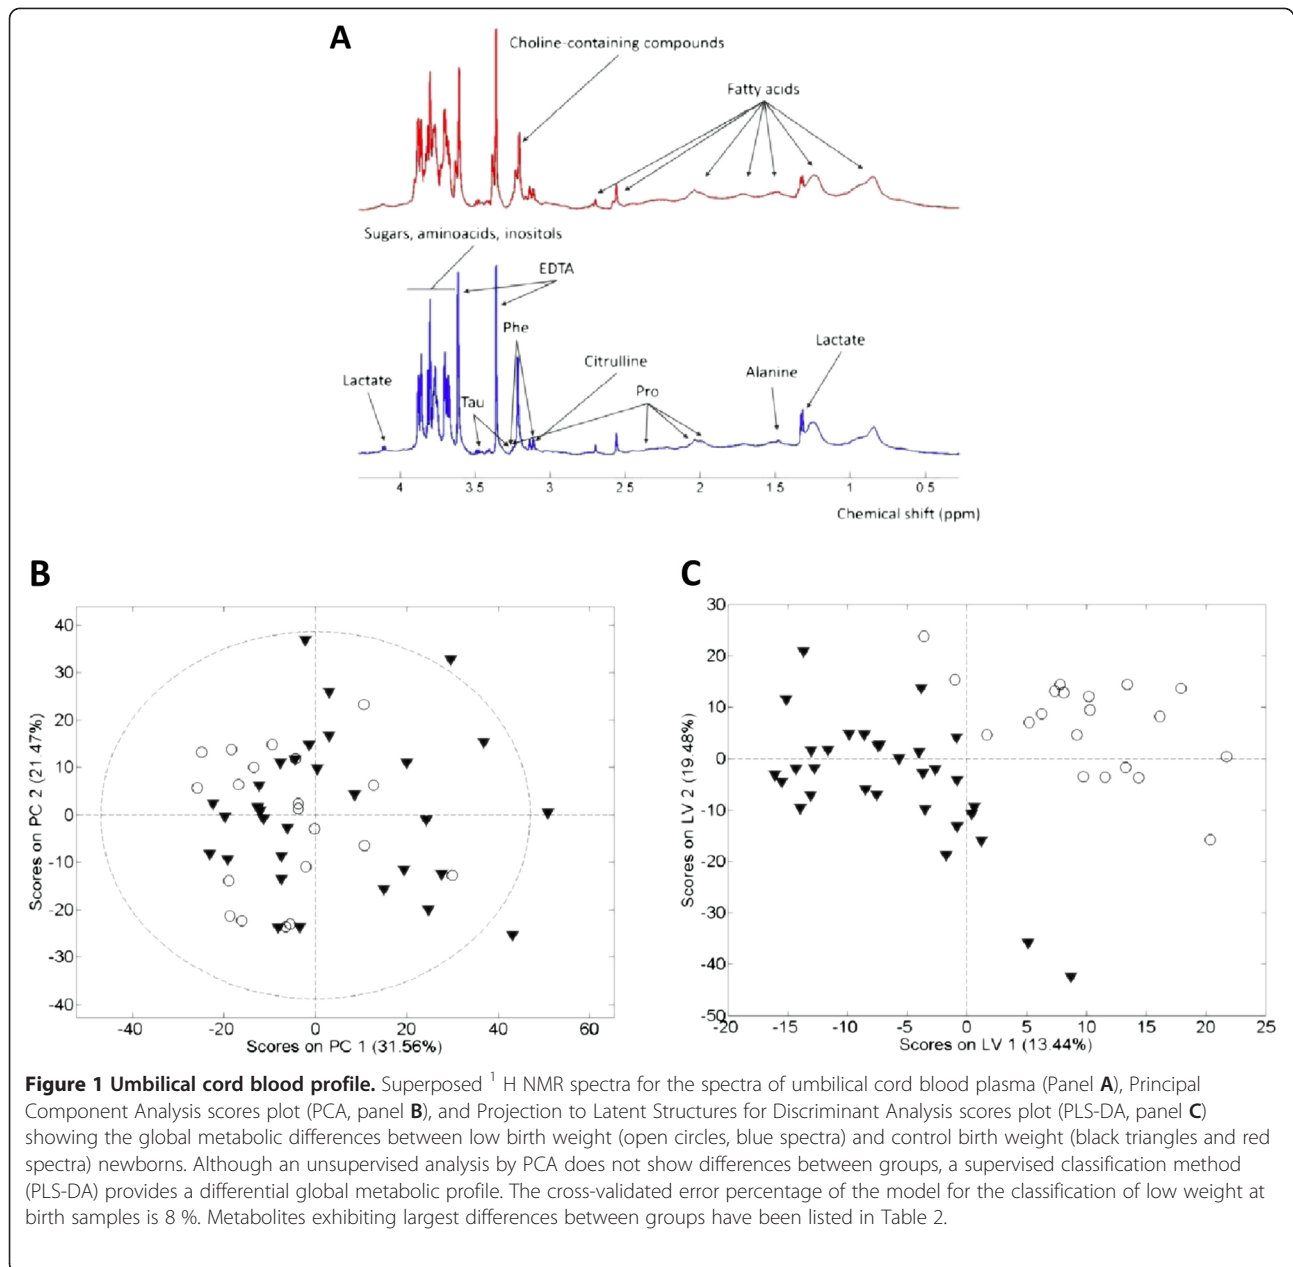 A
Choline-containing compounds
Fatty acids
Sugars, aminoacids, inositols
EDTA
Phe
Citrulline
Lactate
Alanine
Lactate
Tau
Pro
4 3.5 3 2.5 2 1.5 1 0.5
Chemical shift (ppm)
B
40
30
20
10
0
-10
-20
-30
-40
Scores on PC 2 (21.47%)
-40 -20 0 20 40 60
Scores on PC 1 (31.56%)
C
30
20
10
0
-10
-20
-30
-40
-50
Scores on LV 2 (19.48%)
-20 -15 -10 -5 0 5 10 15 20 25
Scores on LV 1 (13.44%)
Figure 1 Umbilical cord blood profile. Superposed ¹ H NMR spectra for the spectra of umbilical cord blood plasma (Panel A), Principal
Component Analysis scores plot (PCA, panel B), and Projection to Latent Structures for Discriminant Analysis scores plot (PLS-DA, panel C)
showing the global metabolic differences between low birth weight (open circles, blue spectra) and control birth weight (black triangles and red
spectra) newborns. Although an unsupervised analysis by PCA does not show differences between groups, a supervised classification method
(PLS-DA) provides a differential global metabolic profile. The cross-validated error percentage of the model for the classification of low weight at
birth samples is 8 %. Metabolites exhibiting largest differences between groups have been listed in Table 2.